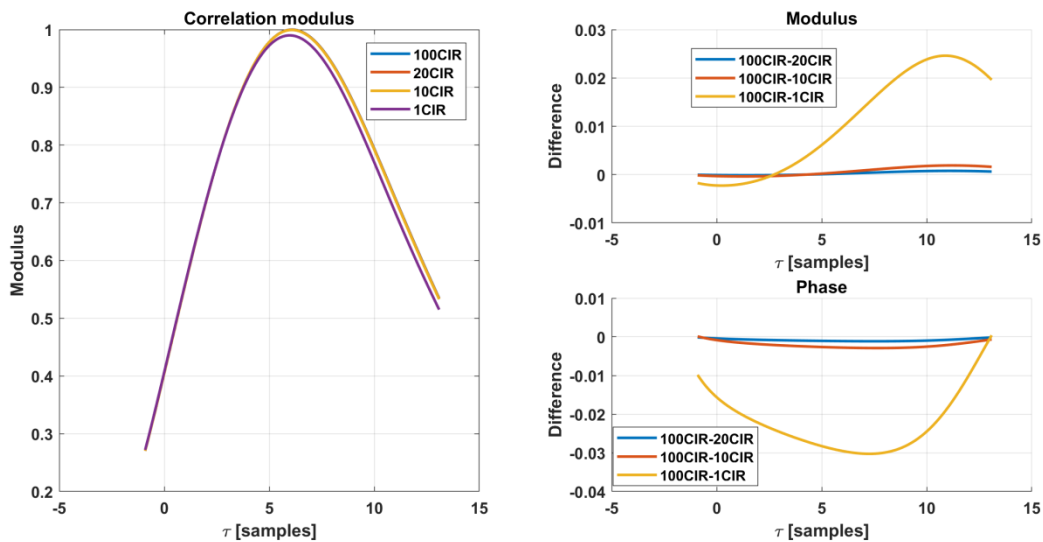 Correlation modulus
1
0.9
0.8
0.7
0.6
0.5
0.4
0.3
0.2
Modulus
100CIR
20CIR
10CIR
1CIR
-5
0
5
10
15
τ [samples]
Modulus
0.03
0.02
0.01
0
-0.01
Difference
100CIR-20CIR
100CIR-10CIR
100CIR-1CIR
-5
0
5
10
15
τ [samples]
Phase
0.01
0
-0.01
-0.02
-0.03
-0.04
Difference
100CIR-20CIR
100CIR-10CIR
100CIR-1CIR
-5
0
5
10
15
τ [samples]